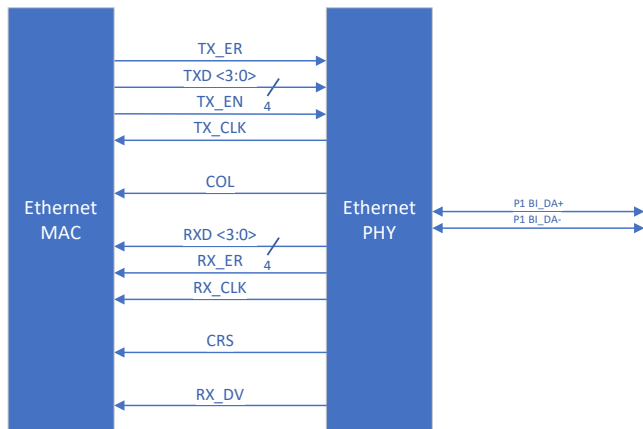 TX_ER
TXD <3:0>
4
TX_EN
TX_CLK
COL
Ethernet
MAC
Ethernet
PHY
P1 BI_DA+
P1 BI_DA-
RXD <3:0>
4
RX_ER
RX_CLK
CRS
RX_DV